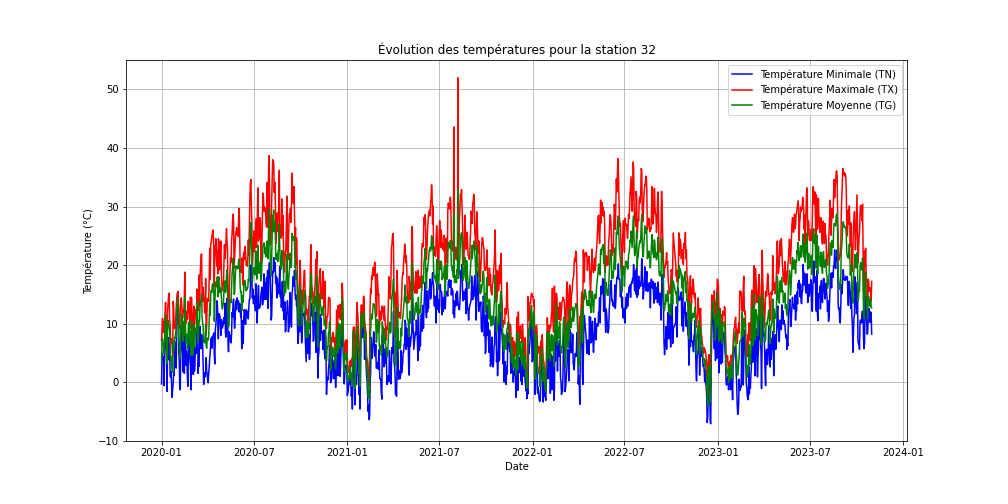 Évolution des températures pour la station 32
Température Minimale (TN)
Température Maximale (TX)
Température Moyenne (TG)
Température (°C)
50
40
30
20
10
0
−10
2020-01 2020-07 2021-01 2021-07 2022-01 2022-07 2023-01 2023-07 2024-01
Date